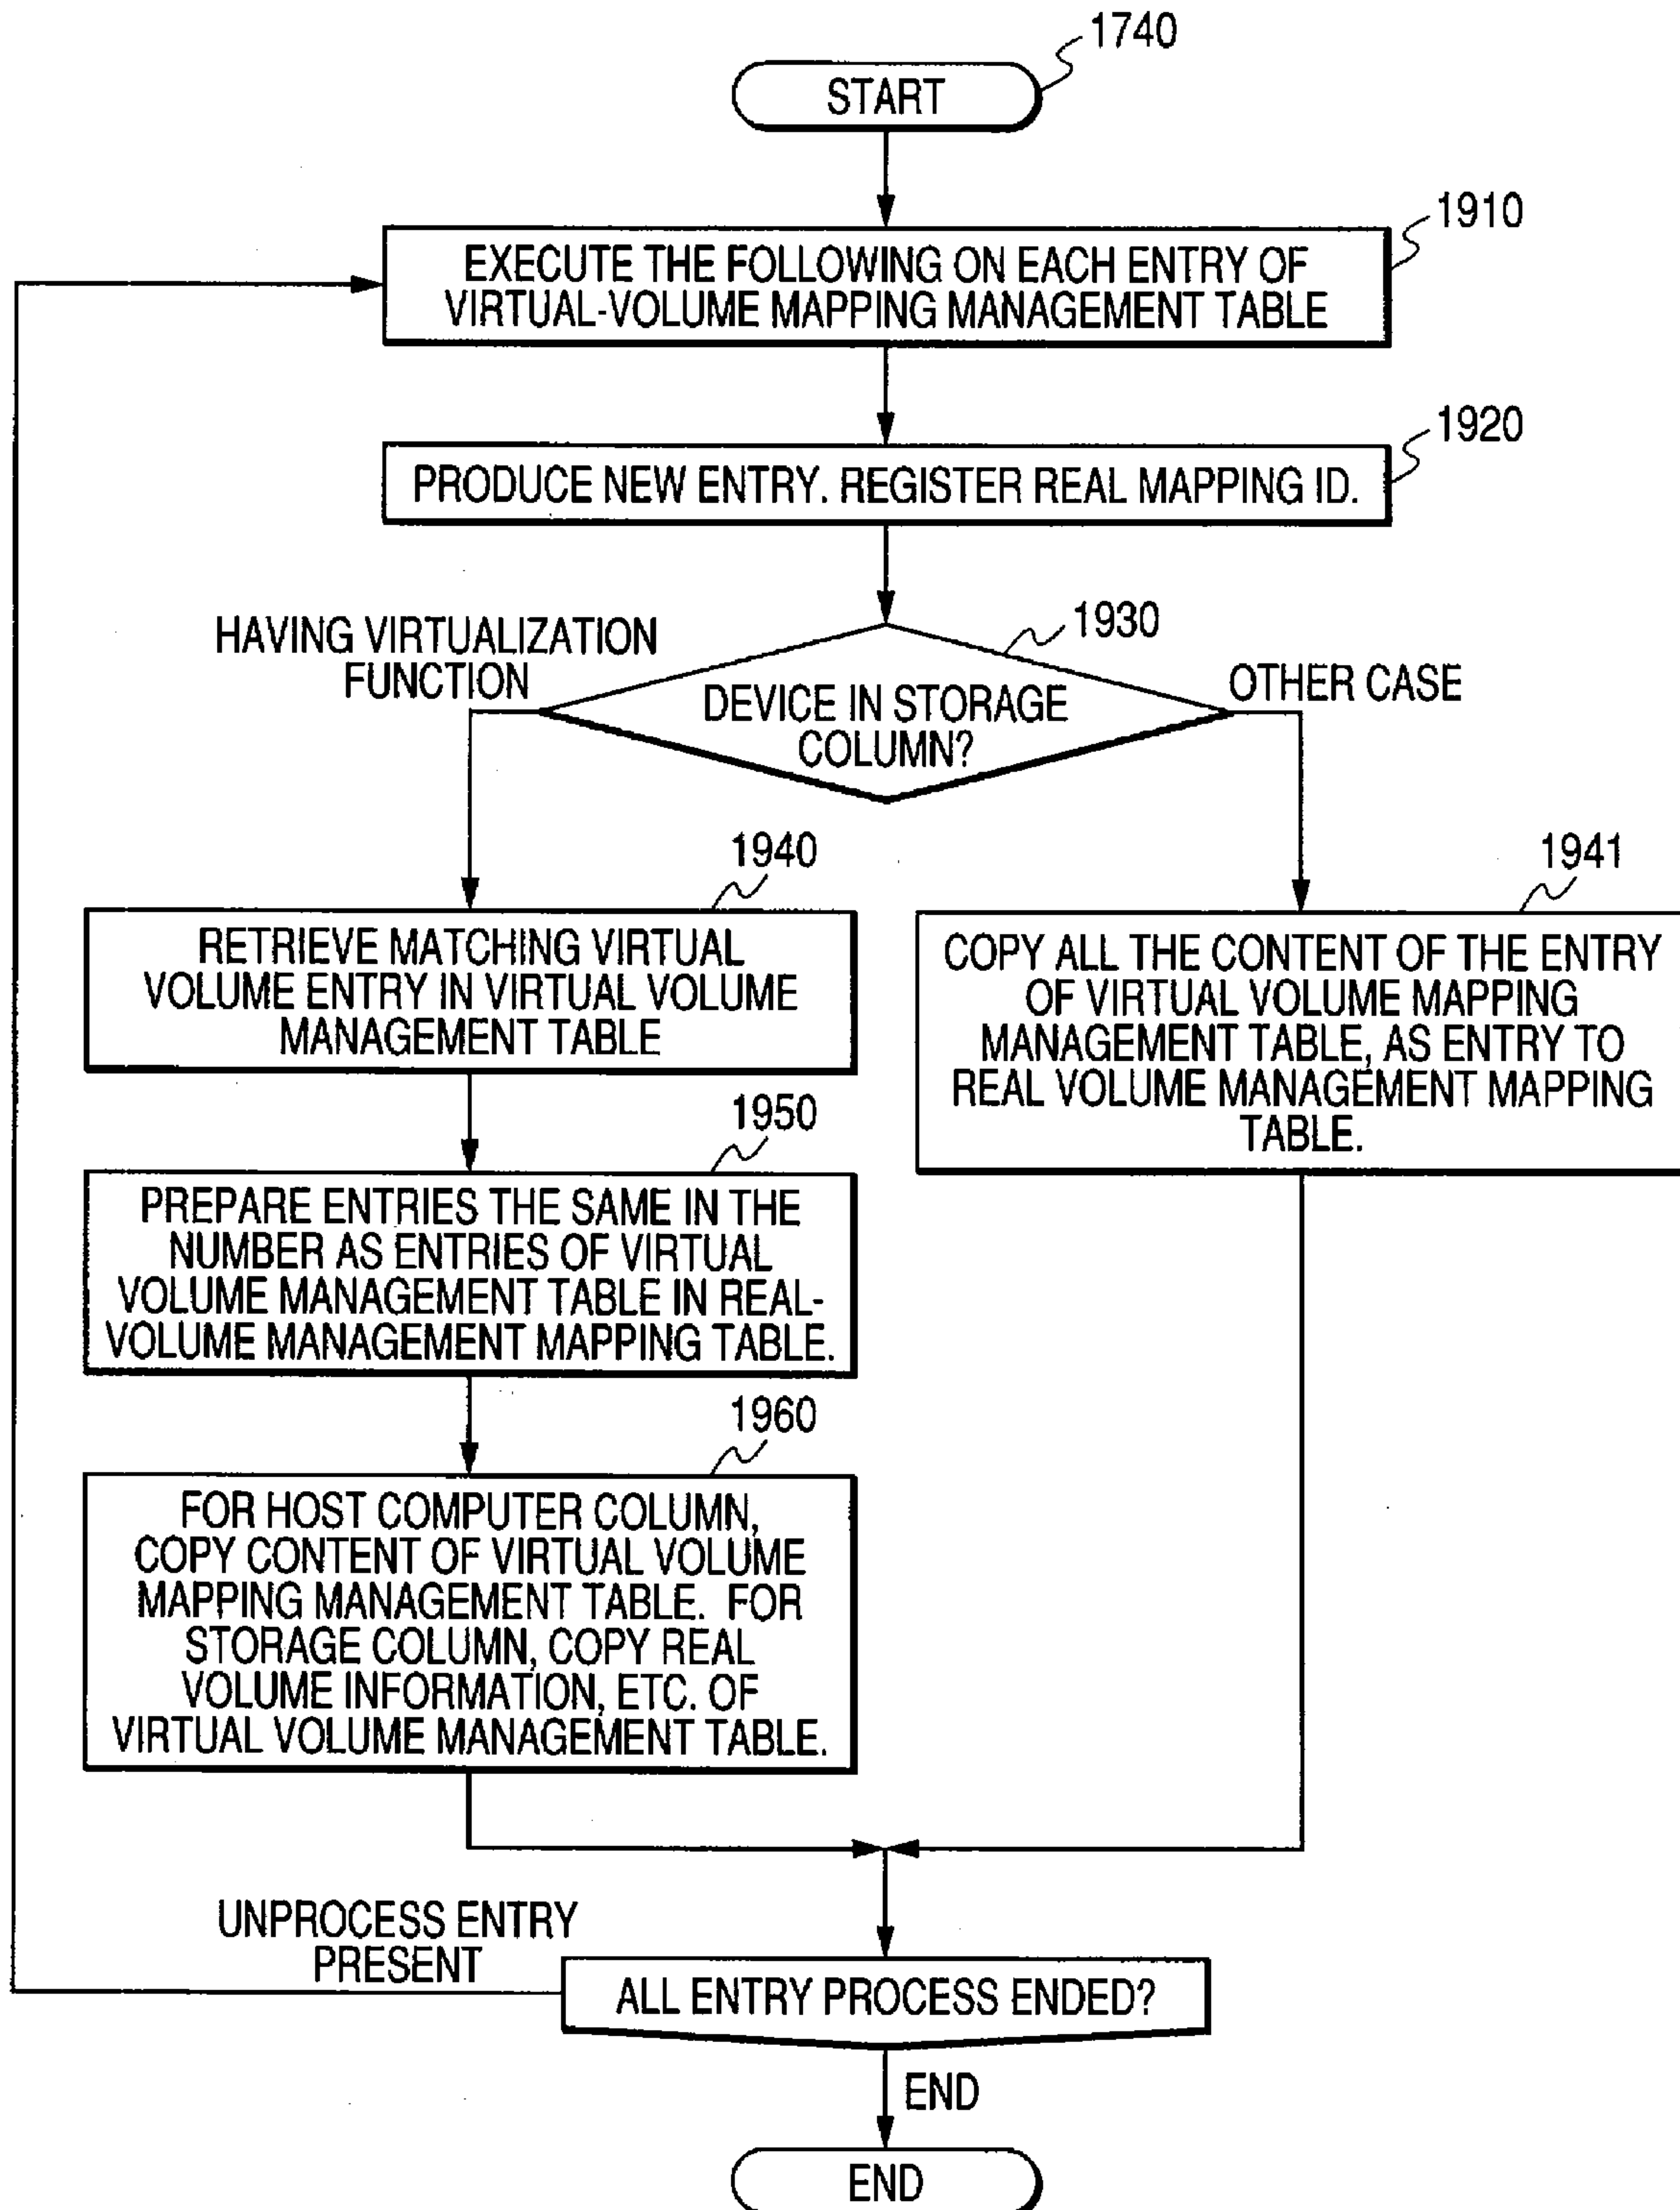 1740
START
1910
EXECUTE THE FOLLOWING ON EACH ENTRY OF
VIRTUAL-VOLUME MAPPING MANAGEMENT TABLE
1920
PRODUCE NEW ENTRY. REGISTER REAL MAPPING ID.
1930
HAVING VIRTUALIZATION
FUNCTION
DEVICE IN STORAGE
COLUMN?
OTHER CASE
1940
RETRIEVE MATCHING VIRTUAL
VOLUME ENTRY IN VIRTUAL VOLUME
MANAGEMENT TABLE
1941
COPY ALL THE CONTENT OF THE ENTRY
OF VIRTUAL VOLUME MAPPING
MANAGEMENT TABLE, AS ENTRY TO
REAL VOLUME MANAGEMENT MAPPING
TABLE.
1950
PREPARE ENTRIES THE SAME IN THE
NUMBER AS ENTRIES OF VIRTUAL
VOLUME MANAGEMENT TABLE IN REAL-
VOLUME MANAGEMENT MAPPING TABLE.
1960
FOR HOST COMPUTER COLUMN,
COPY CONTENT OF VIRTUAL VOLUME
MAPPING MANAGEMENT TABLE. FOR
STORAGE COLUMN, COPY REAL
VOLUME INFORMATION, ETC. OF
VIRTUAL VOLUME MANAGEMENT TABLE.
UNPROCESS ENTRY
PRESENT
ALL ENTRY PROCESS ENDED?
END
END